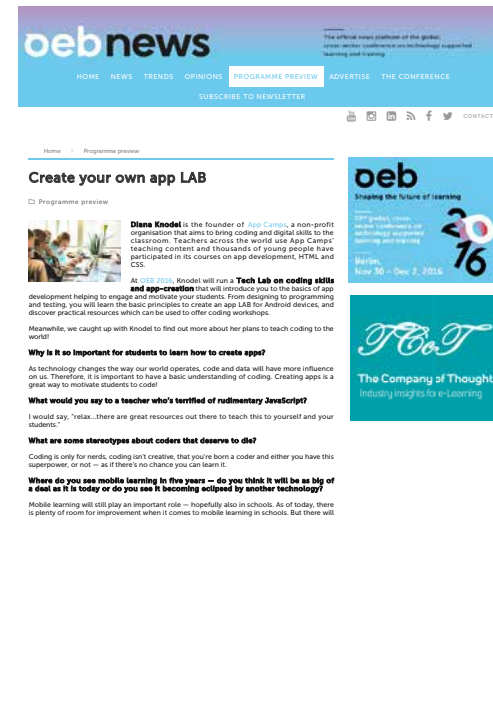 oebnews
The official news platform of the global,
cross-sector conference on technology supported
learning and training
HOME NEWS TRENDS OPINIONS PROGRAMME PREVIEW ADVERTISE THE CONFERENCE
SUBSCRIBE TO NEWSLETTER
CONTACT
Home > Programme preview
Create your own app LAB
Programme preview
Diana Knodel is the founder of App Camps, a non-profit
organisation that aims to bring coding and digital skills to the
classroom. Teachers across the world use App Camps'
teaching content and thousands of young people have
participated in its courses on app development, HTML and
CSS.
At OEB 2016, Knodel will run a Tech Lab on coding skills
and app-creation that will introduce you to the basics of app
development helping to engage and motivate your students. From designing to programming
and testing, you will learn the basic principles to create an app LAB for Android devices, and
discover practical resources which can be used to offer coding workshops.
Meanwhile, we caught up with Knodel to find out more about her plans to teach coding to the
world!
Why is it so important for students to learn how to create apps?
As technology changes the way our world operates, code and data will have more influence
on us. Therefore, it is important to have a basic understanding of coding. Creating apps is a
great way to motivate students to code!
What would you say to a teacher who's terrified of rudimentary JavaScript?
I would say, "relax...there are great resources out there to teach this to yourself and your
students."
What are some stereotypes about coders that deserve to die?
Coding is only for nerds, coding isn't creative, that you're born a coder and either you have this
superpower, or not — as if there's no chance you can learn it.
Where do you see mobile learning in five years — do you think it will be as big of
a deal as it is today or do you see it becoming eclipsed by another technology?
Mobile learning will still play an important role — hopefully also in schools. As of today, there
is plenty of room for improvement when it comes to mobile learning in schools. But there will
oeb
Shaping the future of learning
22nd global, cross-
sector conference on
technology supported
learning and training
Berlin,
Nov 30 – Dec 2, 2016
2016
TCoT
The Company of Thought
Industry insights for e-Learning